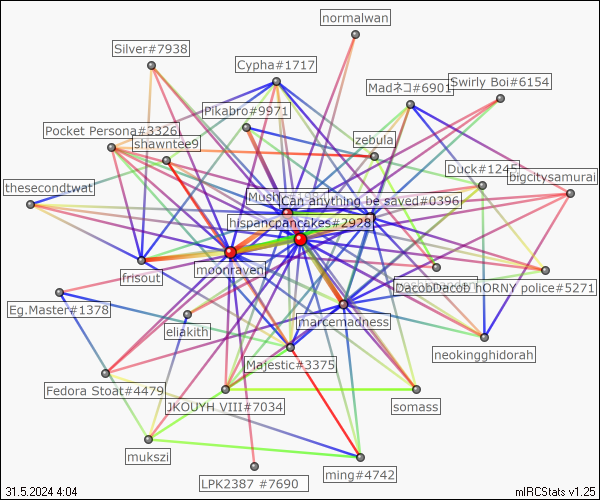 normalwan
Silver#7938
Cypha#1717
Madネコ#6901
Swirly Boi#6154
Pikabro#9971
Pocket Persona#3326
shawntee9
zebula
Duck#1245
bigcitysamurai
thesecondtwat
Can anything be saved#0396
hispancpancakes#2928
moonraven
frisout
DacobDacob hORNY police#5271
Eg.Master#1378
marcemadness
eliakith
neokingghidorah
Majestic#3375
Fedora Stoat#4479
JKOUYH VIII#7034
somass
mukszi
LPK2387 #7690
ming#4742
31.5.2024 4:04
mIRCStats v1.25